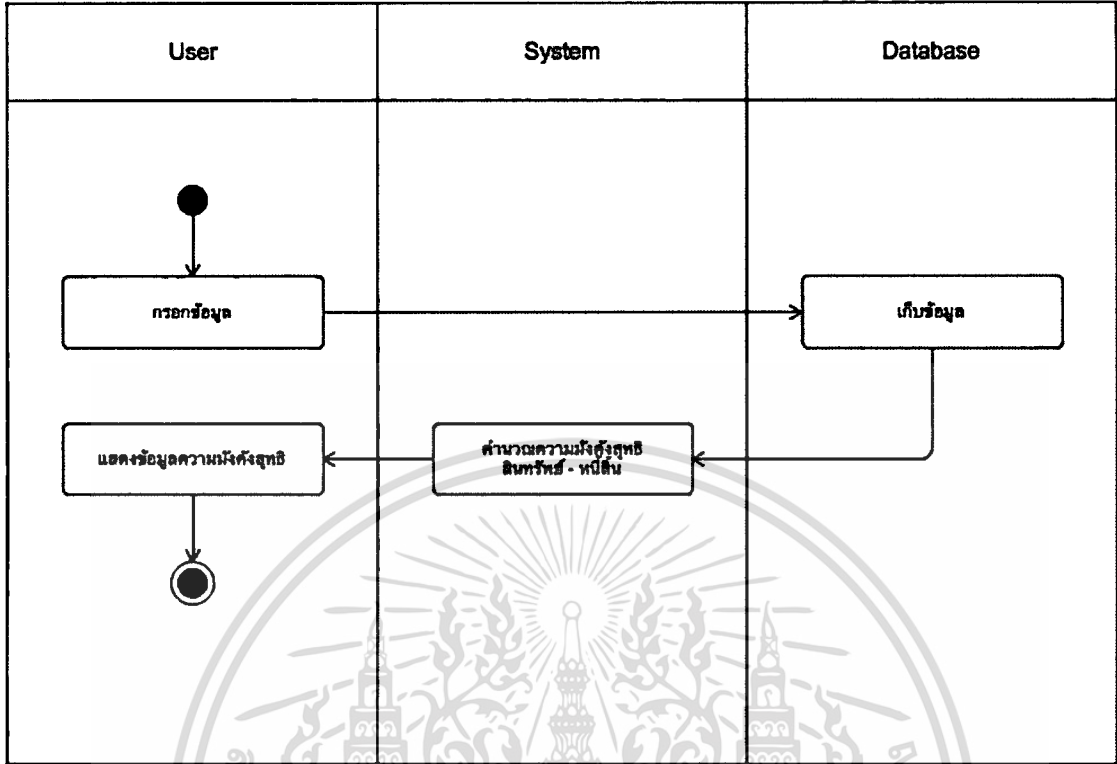 User
System
Database
กรอกข้อมูล
เก็บข้อมูล
แสดงข้อมูลความมั่งคั่งสุทธิ
คำนวณความมั่งคั่งสุทธิ
สินทรัพย์ - หนี้สิน